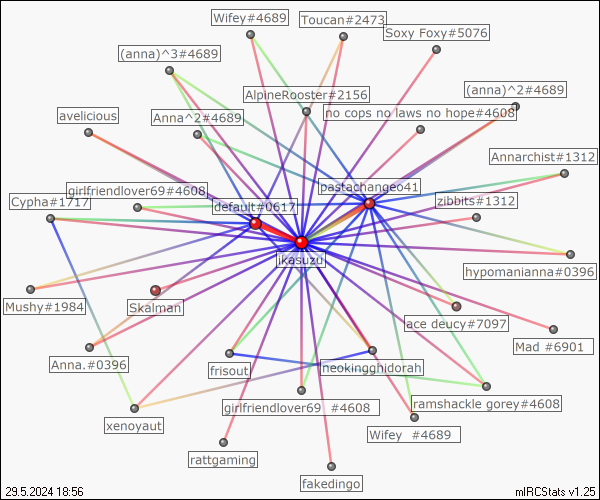 Wifey#4689
Toucan#2473
Soxy Foxy#5076
(anna)^3#4689
AlpineRooster#2156
(anna)^2#4689
avelicious
Anna^2#4689
no cops no laws no hope#4608
Annarchist#1312
girlfriendlover69#4608
pastachangeo41
Cypha#1717
default#0617
zibbits#1312
jkasuzu
hypomanianna#0396
Mushy#1984
Skalman
ace deucy#7097
Mad #6901
Anna.#0396
frisout
neokingghidorah
girlfriendlover69 #4608
ramshackle gorey#4608
xenoyaut
Wifey #4689
rattgaming
fakedingo
29.5.2024 18:56
mIRCStats v1.25